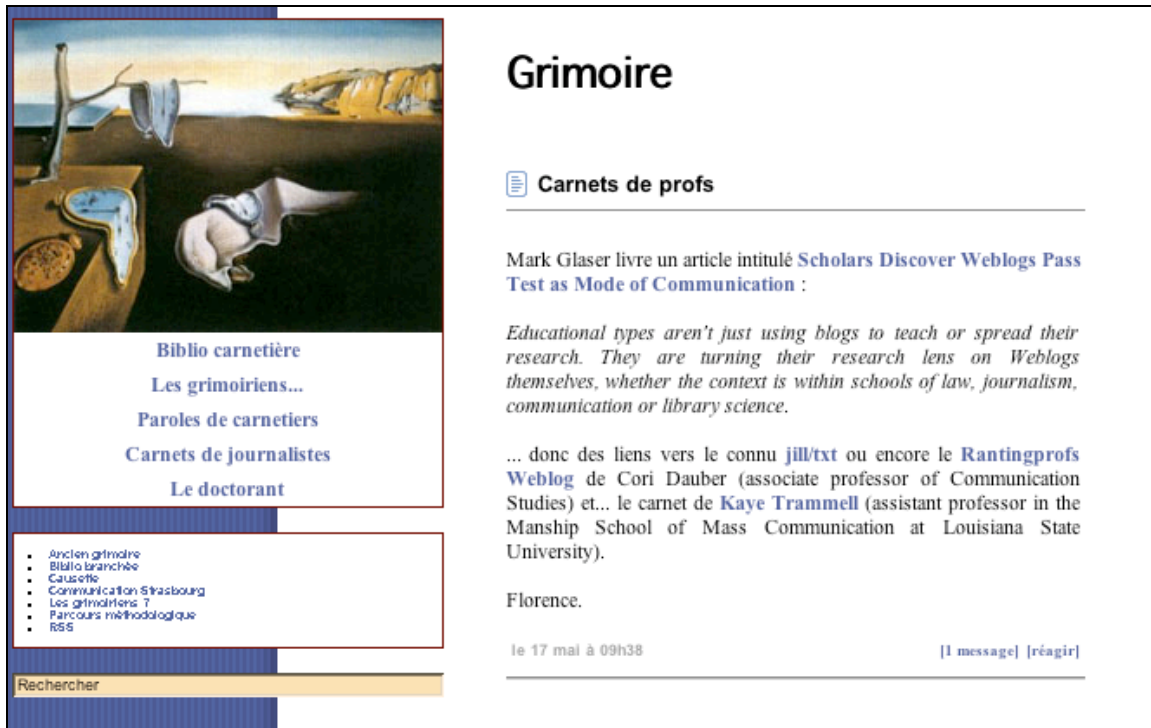 Biblio carnetière
Les grimoiriens...
Paroles de carnetiers
Carnets de journalistes
Le doctorant
Ancien grimoire
Biblio branchée
Causette
Communication Strasbourg
Les grimoiriens ?
Parcours méthodologique
RSS
Rechercher
Grimoire
Carnets de profs
Mark Glaser livre un article intitulé Scholars Discover Weblogs Pass
Test as Mode of Communication :
Educational types aren't just using blogs to teach or spread their
research. They are turning their research lens on Weblogs
themselves, whether the context is within schools of law, journalism,
communication or library science.
... donc des liens vers le connu jill/txt ou encore le Rantingprofs
Weblog de Cori Dauber (associate professor of Communication
Studies) et... le carnet de Kaye Trammell (assistant professor in the
Manship School of Mass Communication at Louisiana State
University).
Florence.
le 17 mai à 09h38 [1 message] [réagir]